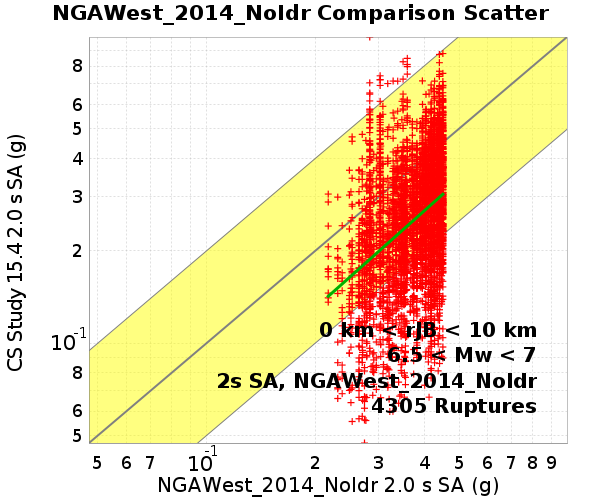 NGAWest_2014_NoIdr Comparison Scatter
CS Study 15.4 2.0 s SA (g)
8
6
5
4
3
2
10-1
8
6
5
0 km < rJB < 10 km
6.5 < Mw < 7
2s SA, NGAWest_2014_NoIdr
4305 Ruptures
5 6 7 10-1 2 3 4 5 6 7 8 9
NGAWest_2014_NoIdr 2.0 s SA (g)